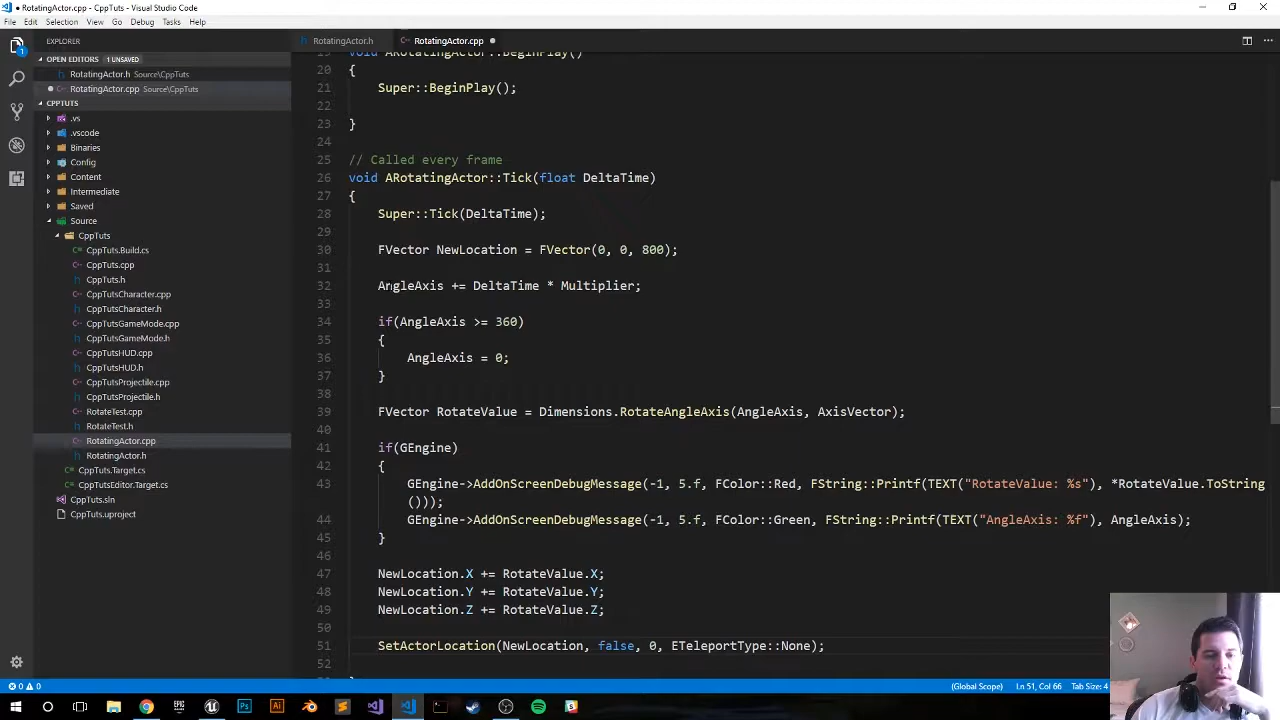 RotatingActor.cpp - CppTuts - Visual Studio Code
File Edit Selection View Go Debug Tasks Help
EXPLORER
OPEN EDITORS 1 UNSAVED
RotatingActor.h Source\CppTuts
RotatingActor.cpp Source\CppTuts
CPPTUTS
.vs
.vscode
Binaries
Config
Content
Intermediate
Saved
Source
CppTuts
CppTuts.Build.cs
CppTuts.cpp
CppTuts.h
CppTutsCharacter.cpp
CppTutsCharacter.h
CppTutsGameMode.cpp
CppTutsGameMode.h
CppTutsHUD.cpp
CppTutsHUD.h
CppTutsProjectile.cpp
CppTutsProjectile.h
RotateTest.cpp
RotateTest.h
RotatingActor.cpp
RotatingActor.h
CppTuts.Target.cs
CppTutsEditor.Target.cs
CppTuts.sln
CppTuts.uproject
RotatingActor.h RotatingActor.cpp
19 void ARotatingActor::BeginPlay()
20 {
21 Super::BeginPlay();
22
23 }
24
25 // Called every frame
26 void ARotatingActor::Tick(float DeltaTime)
27 {
28 Super::Tick(DeltaTime);
29
30 FVector NewLocation = FVector(0, 0, 800);
31
32 AngleAxis += DeltaTime * Multiplier;
33
34 if(AngleAxis >= 360)
35 {
36 AngleAxis = 0;
37 }
38
39 FVector RotateValue = Dimensions.RotateAngleAxis(AngleAxis, AxisVector);
40
41 if(GEngine)
42 {
43 GEngine->AddOnScreenDebugMessage(-1, 5.f, FColor::Red, FString::Printf(TEXT("RotateValue: %s"), *RotateValue.ToString
()));
44 GEngine->AddOnScreenDebugMessage(-1, 5.f, FColor::Green, FString::Printf(TEXT("AngleAxis: %f"), AngleAxis);
45 }
46
47 NewLocation.X += RotateValue.X;
48 NewLocation.Y += RotateValue.Y;
49 NewLocation.Z += RotateValue.Z;
50
51 SetActorLocation(NewLocation, false, 0, ETeleportType::None);
52
0 0 (Global Scope) Ln 51, Col 66 Tab Size: 4